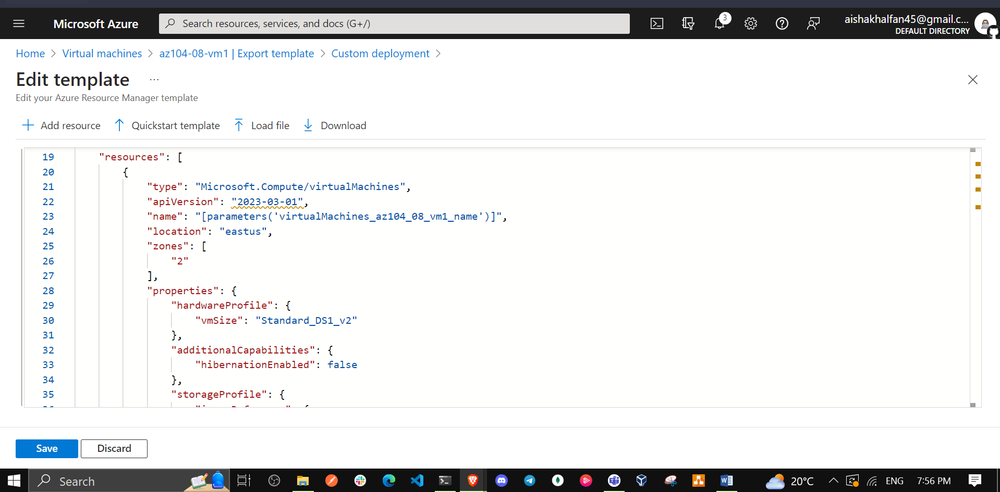 Microsoft Azure
Search resources, services, and docs (G+/)
3
aishakhalfan45@gmail.c...
DEFAULT DIRECTORY
Home > Virtual machines > az104-08-vm1 | Export template > Custom deployment >
Edit template ...
Edit your Azure Resource Manager template
Add resource
Quickstart template
Load file
Download
19 "resources": [
20 {
21 "type": "Microsoft.Compute/virtualMachines",
22 "apiVersion": "2023-03-01",
23 "name": "[parameters('virtualMachines_az104_08_vm1_name')]",
24 "location": "eastus",
25 "zones": [
26 "2"
27 ],
28 "properties": {
29 "hardwareProfile": {
30 "vmSize": "Standard_DS1_v2"
31 },
32 "additionalCapabilities": {
33 "hibernationEnabled": false
34 },
35 "storageProfile": {
Save
Discard
Search
20°C
ENG
7:56 PM